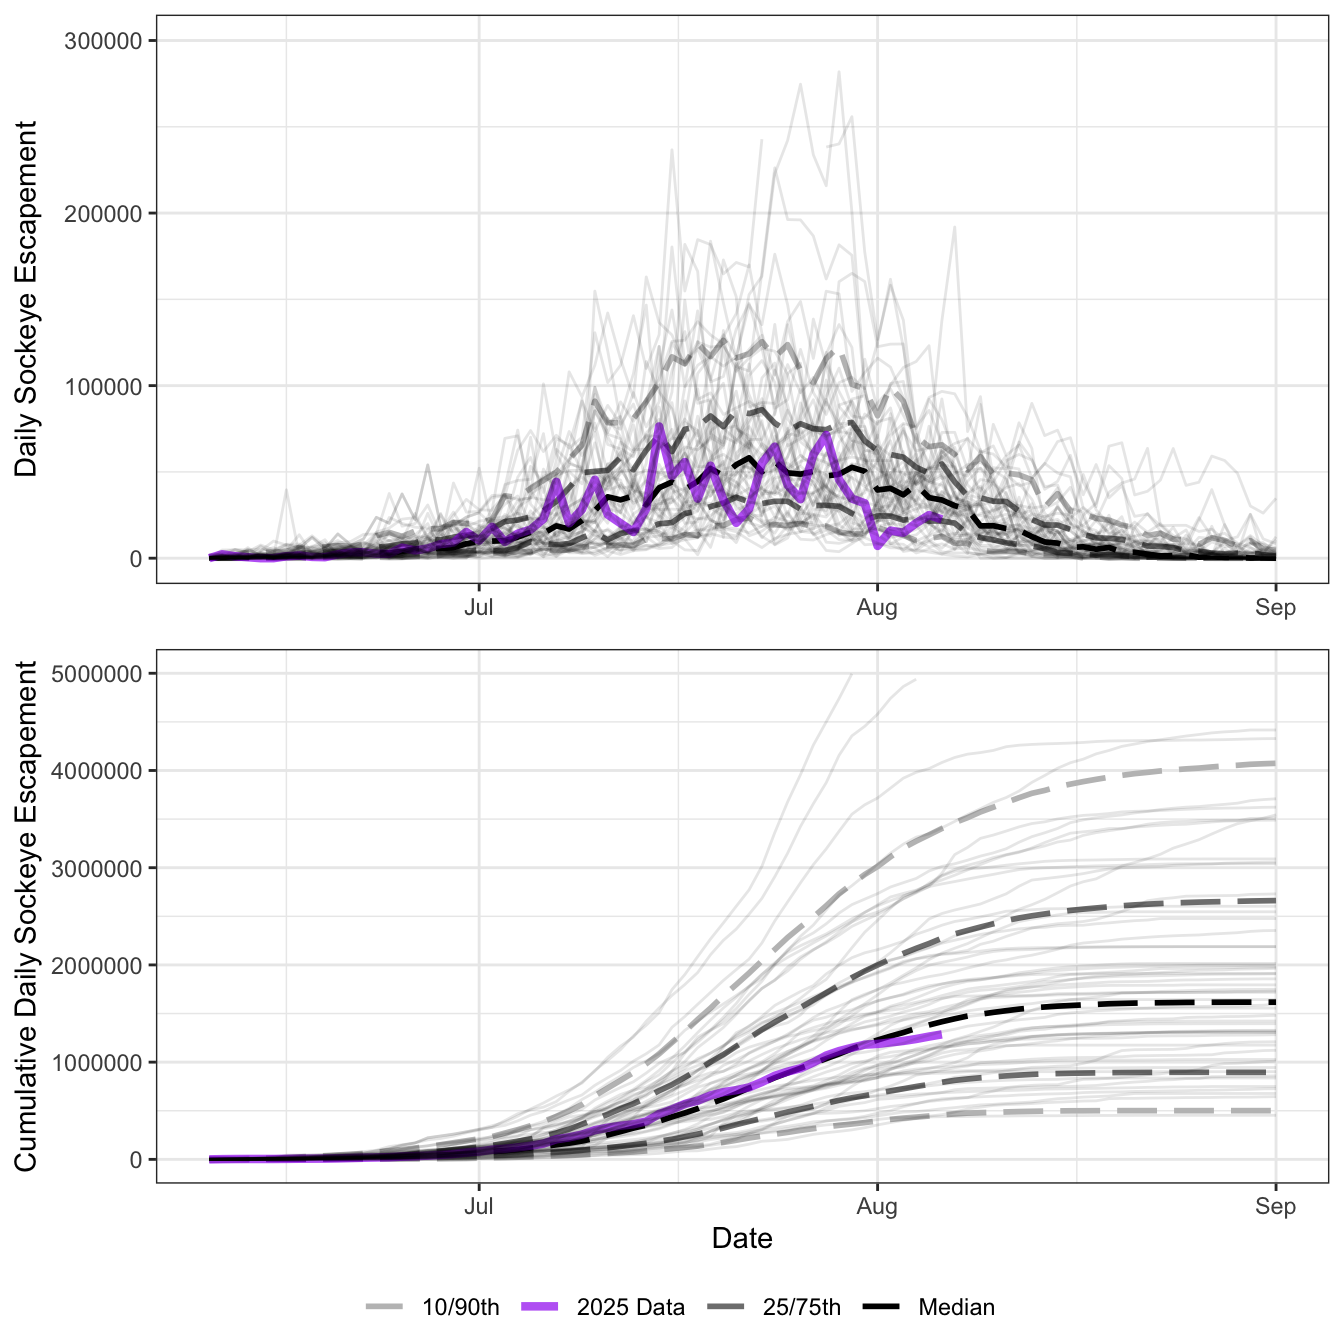 Daily Sockeye Escapement
300000
200000
100000
0
Jul
Aug
Sep
Cumulative Daily Sockeye Escapement
5000000
4000000
3000000
2000000
1000000
0
Jul
Aug
Sep
Date
10/90th
2025 Data
25/75th
Median